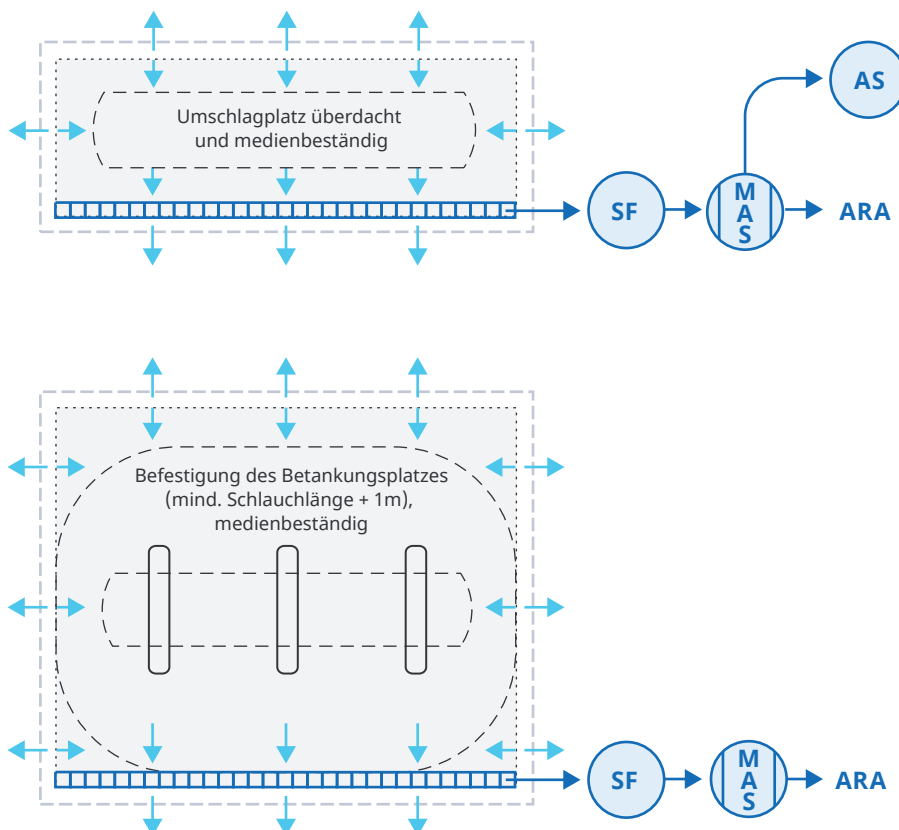 AS
Umschlagplatz überdacht
und medienbeständig
SF
M
A
S
ARA
Befestigung des Betankungsplatzes
(mind. Schlauchlänge + 1m),
medienbeständig
SF
M
A
S
ARA